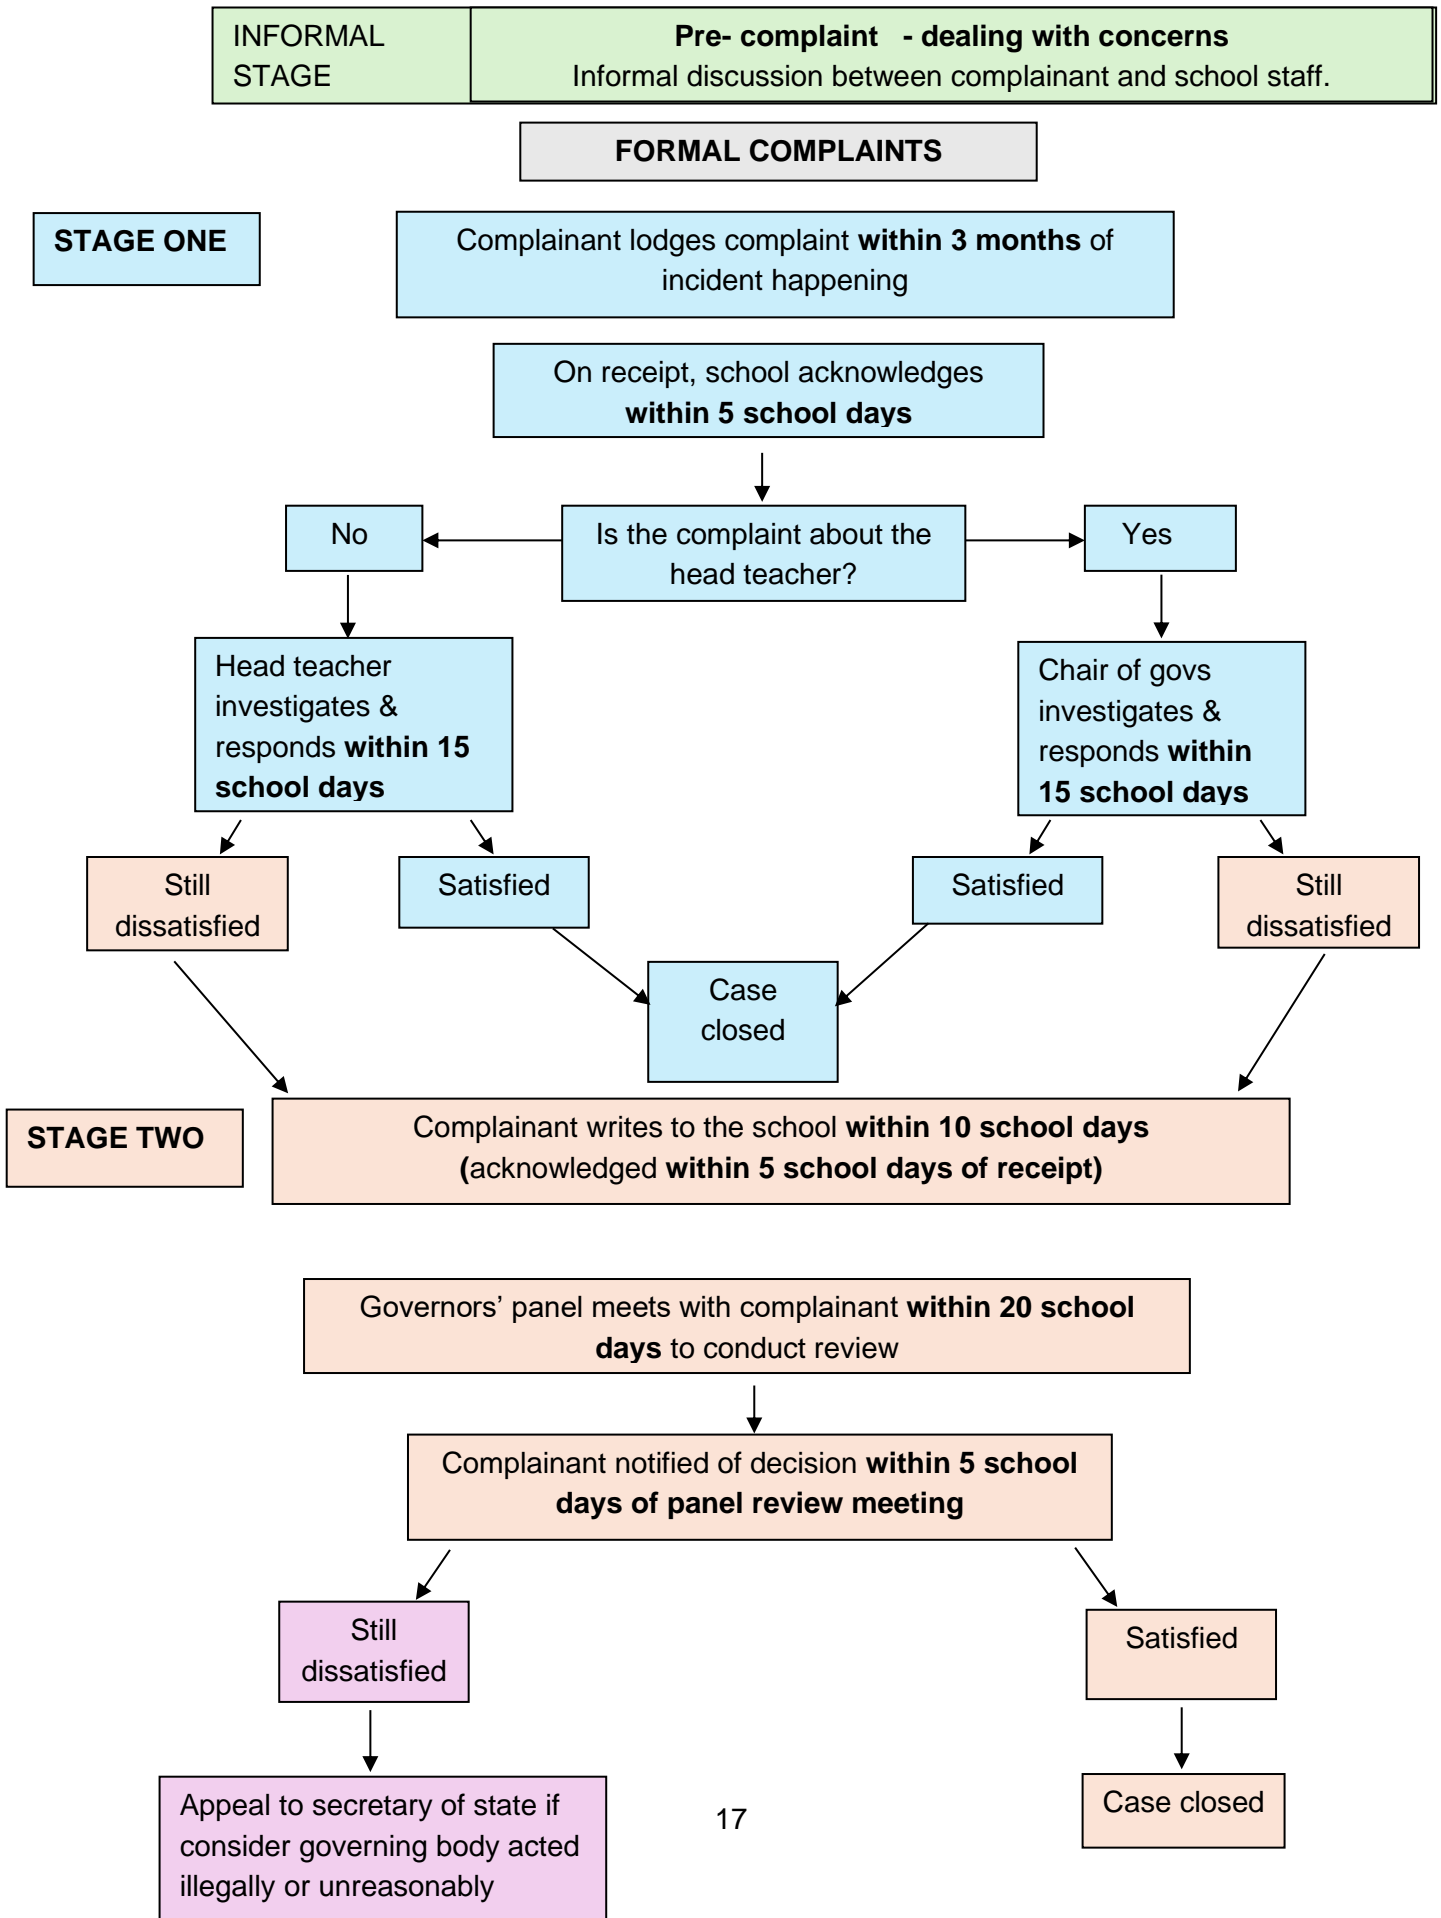 INFORMAL
STAGE
Pre- complaint   - dealing with concerns
Informal discussion between complainant and school staff.
FORMAL COMPLAINTS
STAGE ONE
Complainant lodges complaint within 3 months of
incident happening
On receipt, school acknowledges
within 5 school days
No
Is the complaint about the
head teacher?
Yes
Head teacher
investigates &
responds within 15
school days
Chair of govs
investigates &
responds within
15 school days
Still
dissatisfied
Satisfied
Satisfied
Still
dissatisfied
Case
closed
STAGE TWO
Complainant writes to the school within 10 school days
(acknowledged within 5 school days of receipt)
Governors’ panel meets with complainant within 20 school
days to conduct review
Complainant notified of decision within 5 school
days of panel review meeting
Still
dissatisfied
Satisfied
Appeal to secretary of state if
consider governing body acted
illegally or unreasonably
17
Case closed